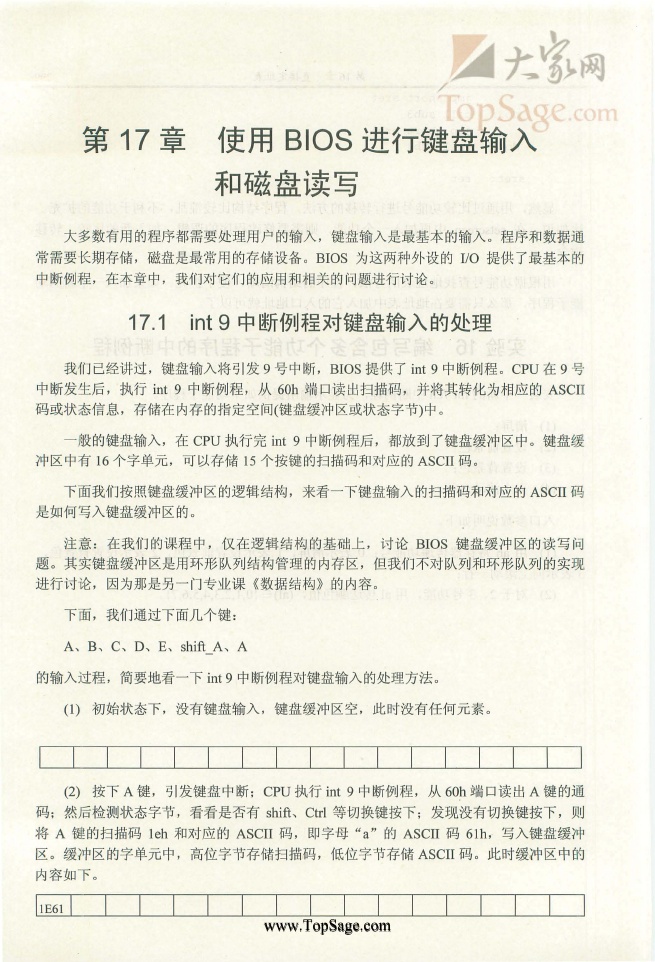 大家网
TopSage.com
第 17 章 使用 BIOS 进行键盘输入
和磁盘读写
大多数有用的程序都需要处理用户的输入，键盘输入是最基本的输入。程序和数据通
常需要长期存储，磁盘是最常用的存储设备。BIOS 为这两种外设的 I/O 提供了最基本的
中断例程，在本章中，我们对它们的应用和相关的问题进行讨论。
17.1 int 9 中断例程对键盘输入的处理
我们已经讲过，键盘输入将引发 9 号中断，BIOS 提供了 int 9 中断例程。CPU 在 9 号
中断发生后，执行 int 9 中断例程，从 60h 端口读出扫描码，并将其转化为相应的 ASCII
码或状态信息，存储在内存的指定空间(键盘缓冲区或状态字节)中。
一般的键盘输入，在 CPU 执行完 int 9 中断例程后，都放到了键盘缓冲区中。键盘缓
冲区中有 16 个字单元，可以存储 15 个按键的扫描码和对应的 ASCII 码。
下面我们按照键盘缓冲区的逻辑结构，来看一下键盘输入的扫描码和对应的 ASCII 码
是如何写入键盘缓冲区的。
注意：在我们的课程中，仅在逻辑结构的基础上，讨论 BIOS 键盘缓冲区的读写问
题。其实键盘缓冲区是用环形队列结构管理的内存区，但我们不对队列和环形队列的实现
进行讨论，因为那是另一门专业课《数据结构》的内容。
下面，我们通过下面几个键：
A、B、C、D、E、shift_A、A
的输入过程，简要地看一下 int 9 中断例程对键盘输入的处理方法。
(1) 初始状态下，没有键盘输入，键盘缓冲区空，此时没有任何元素。
(2) 按下 A 键，引发键盘中断；CPU 执行 int 9 中断例程，从 60h 端口读出 A 键的通
码；然后检测状态字节，看看是否有 shift、Ctrl 等切换键按下；发现没有切换键按下，则
将 A 键的扫描码 1eh 和对应的 ASCII 码，即字母“a”的 ASCII 码 61h，写入键盘缓冲
区。缓冲区的字单元中，高位字节存储扫描码，低位字节存储 ASCII 码。此时缓冲区中的
内容如下。
1E61
www.TopSage.com